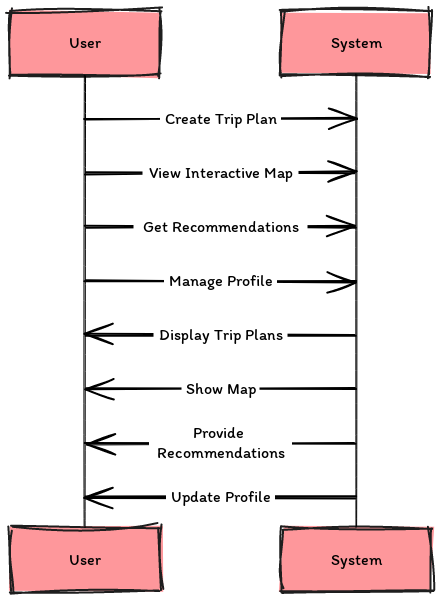 User
System
Create Trip Plan
View Interactive Map
Get Recommendations
Manage Profile
Display Trip Plans
Show Map
Provide
Recommendations
Update Profile
User
System